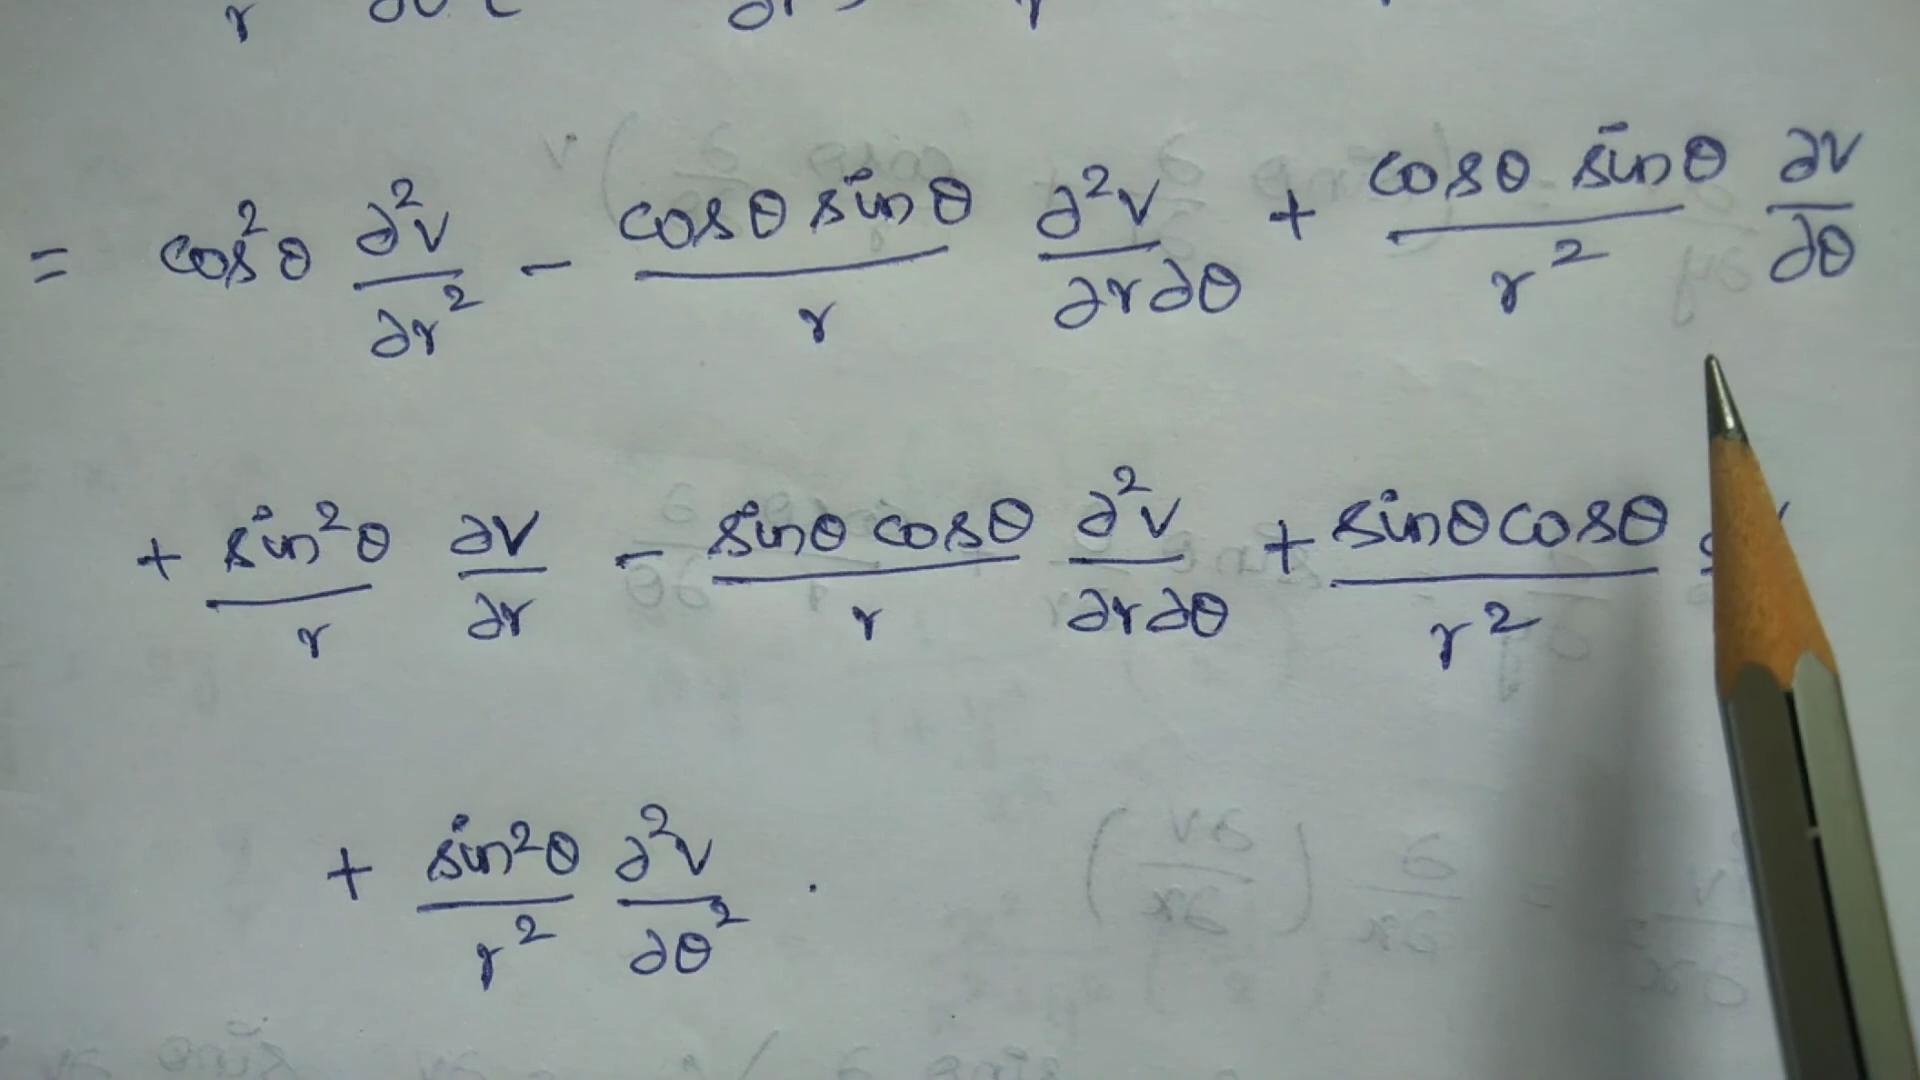 = cos²θ ∂²v/∂r² - cosθ sinθ/r ∂²v/∂r∂θ + cosθ sinθ/r² ∂v/∂θ
+ sin²θ/r ∂v/∂r - sinθ cosθ/r ∂²v/∂r∂θ + sinθ cosθ/r²
+ sin²θ/r² ∂²v/∂θ² .